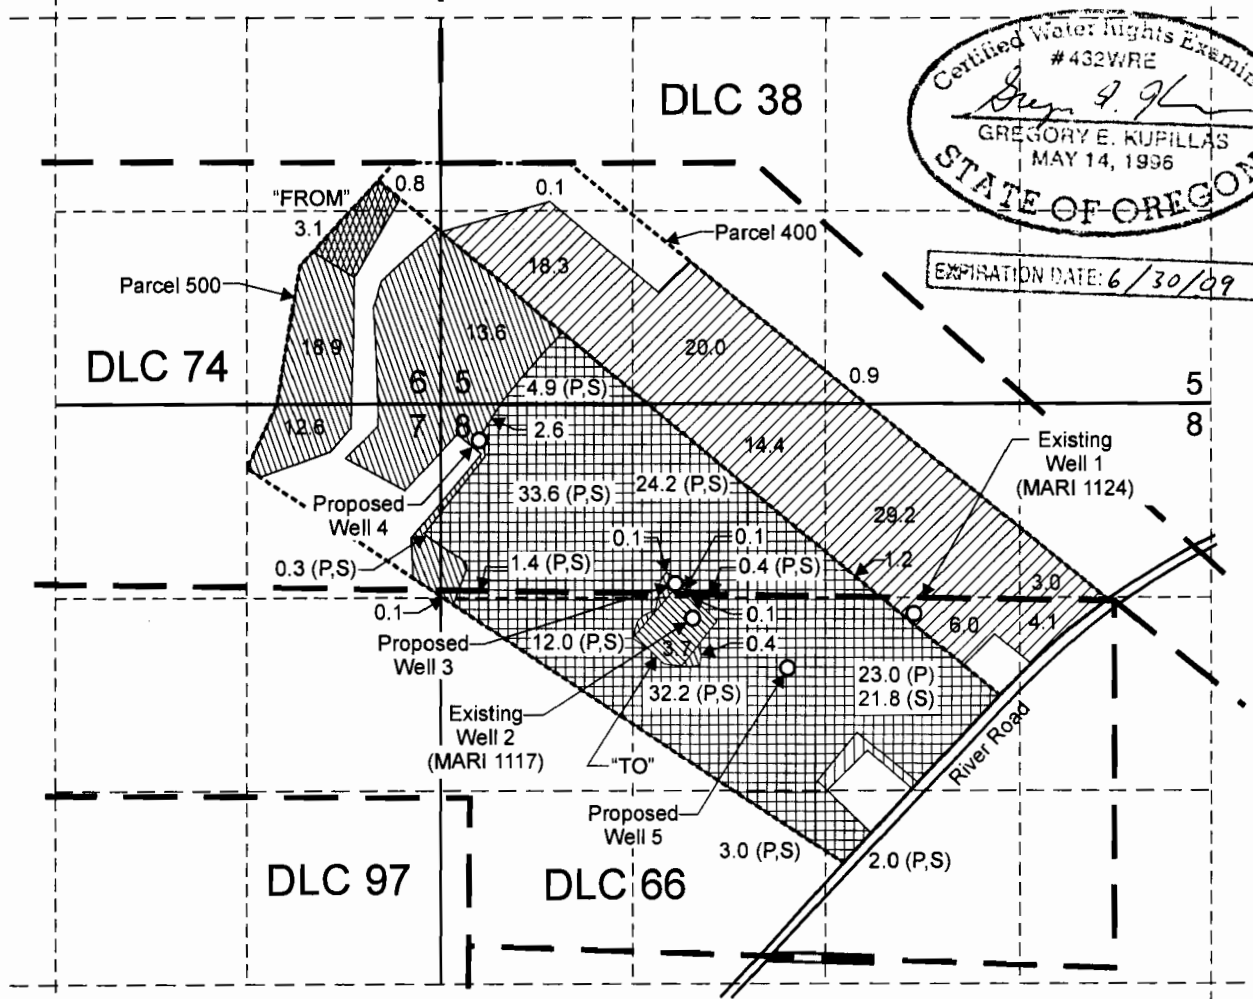 Certified Water Rights
#432WRE
GREGORY E. KUPILLAS
MAY 14, 1996
STATE OF OREGON
EXPIRATION DATE: 6/30/09
DLC 38
"FROM"
0.8
0.1
3.1
Parcel 400
18.3
Parcel 500
13.6
18.9
20.0
DLC 74
6 5
4.9 (P,S)
0.9
5
12.6
7 8
2.6
14.4
8
Existing
Well 1
(MARI 1124)
33.6 (P,S)
24.2 (P,S)
Proposed
Well 4
29.2
0.1
0.1
0.3 (P,S)
1.4 (P,S)
0.4 (P,S)
1.2
3.0
0.1
0.1
6.0
4.1
Proposed
Well 3
12.0 (P,S)
3.7
0.4
23.0 (P)
21.8 (S)
32.2 (P,S)
Existing
Well 2
(MARI 1117)
"TO"
River Road
Proposed
Well 5
3.0 (P,S)
2.0 (P,S)
DLC 97
DLC 66